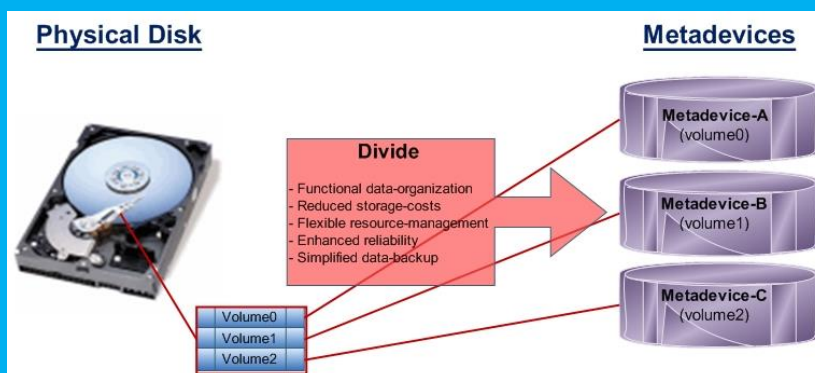 Physical Disk
Metadevices
Divide
- Functional data-organization
- Reduced storage-costs
- Flexible resource-management
- Enhanced reliability
- Simplified data-backup
Metadevice-A
(volume0)
Metadevice-B
(volume1)
Metadevice-C
(volume2)
Volume0
Volume1
Volume2